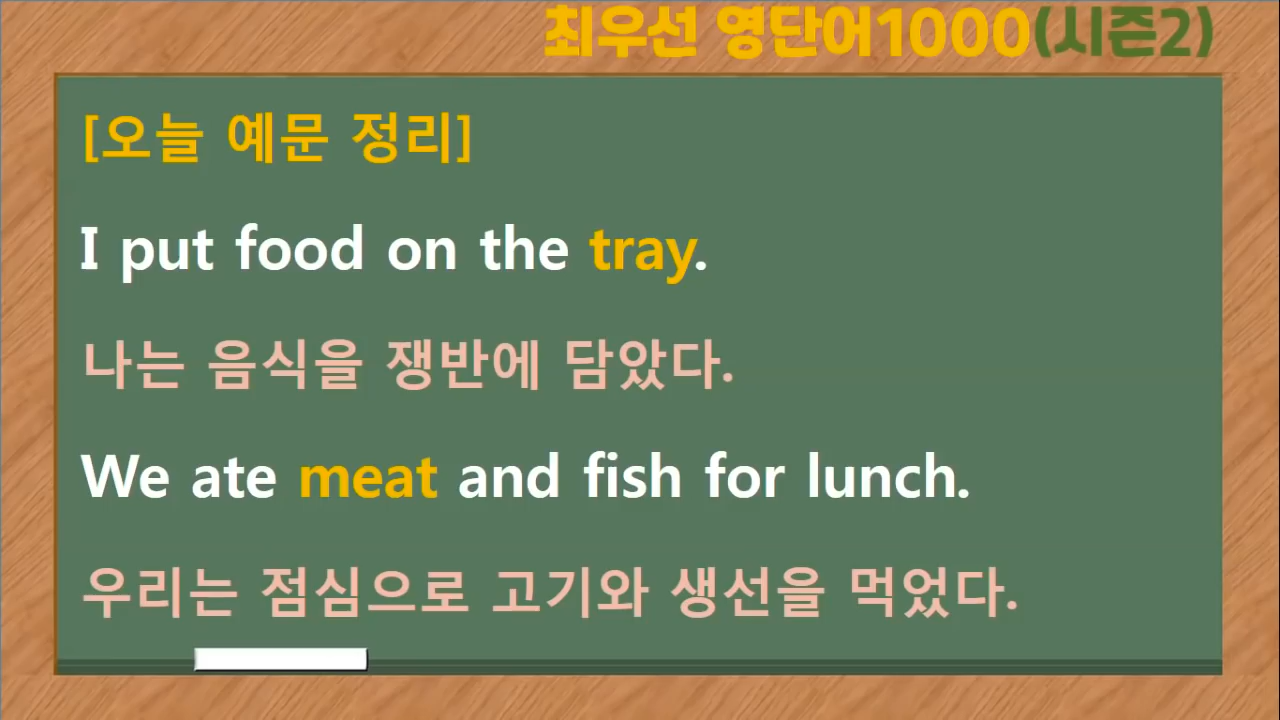 최우선 영단어1000(시즌2)
[오늘 예문 정리]
I put food on the tray.
나는 음식을 쟁반에 담았다.
We ate meat and fish for lunch.
우리는 점심으로 고기와 생선을 먹었다.